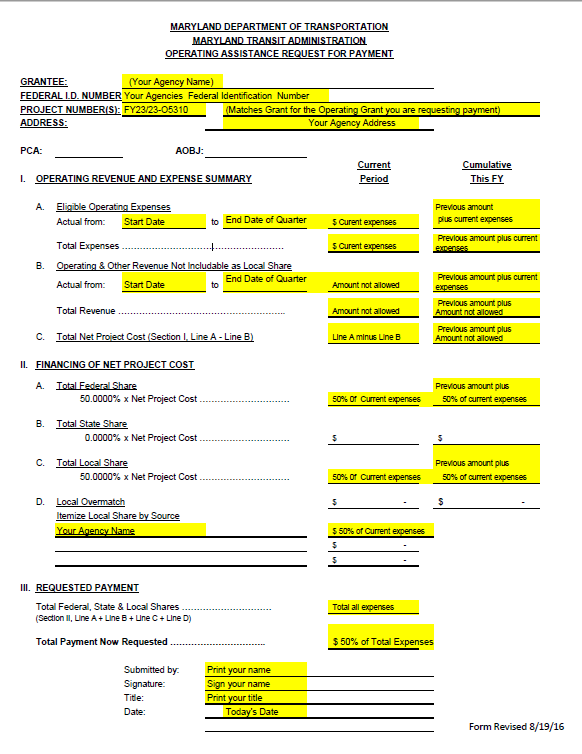 MARYLAND DEPARTMENT OF TRANSPORTATION
MARYLAND TRANSIT ADMINISTRATION
OPERATING ASSISTANCE REQUEST FOR PAYMENT
GRANTEE: (Your Agency Name)
FEDERAL I.D. NUMBER Your Agencies Federal Identification Number
PROJECT NUMBER(S): FY23/23-O5310 (Matches Grant for the Operating Grant you are requesting payment)
ADDRESS: Your Agency Address
PCA: AOBJ:
Current Cumulative
I. OPERATING REVENUE AND EXPENSE SUMMARY Period This FY
A. Eligible Operating Expenses Previous amount
Actual from: Start Date to End Date of Quarter $ Curent expenses plus current expenses
Total Expenses ................................................ $ Curent expenses Previous amount plus current expenses
B. Operating & Other Revenue Not Includable as Local Share
Actual from: Start Date to End Date of Quarter Amount not allowed Previous amount plus current expenses
Total Revenue ................................................ Amount not allowed Previous amount plus Amount not allowed
C. Total Net Project Cost (Section I, Line A - Line B) Line A minus Line B Previous amount plus Amount not allowed
II. FINANCING OF NET PROJECT COST
A. Total Federal Share Previous amount plus
50.0000% x Net Project Cost .............................. 50% 0f Current expenses 50% of current expenses
B. Total State Share
0.0000% x Net Project Cost .............................. $ $
C. Total Local Share Previous amount plus
50.0000% x Net Project Cost .............................. 50% 0f Current expenses 50% of current expenses
D. Local Overmatch $ - $ -
Itemize Local Share by Source
Your Agency Name $ 50% of Current expenses
$ -
$ -
III. REQUESTED PAYMENT
Total Federal, State & Local Shares .............................. Total all expenses
(Section II, Line A + Line B + Line C + Line D)
Total Payment Now Requested .............................. $ 50% of Total Expenses
Submitted by: Print your name
Signature: Sign your name
Title: Print your title
Date: Today's Date
Form Revised 8/19/16